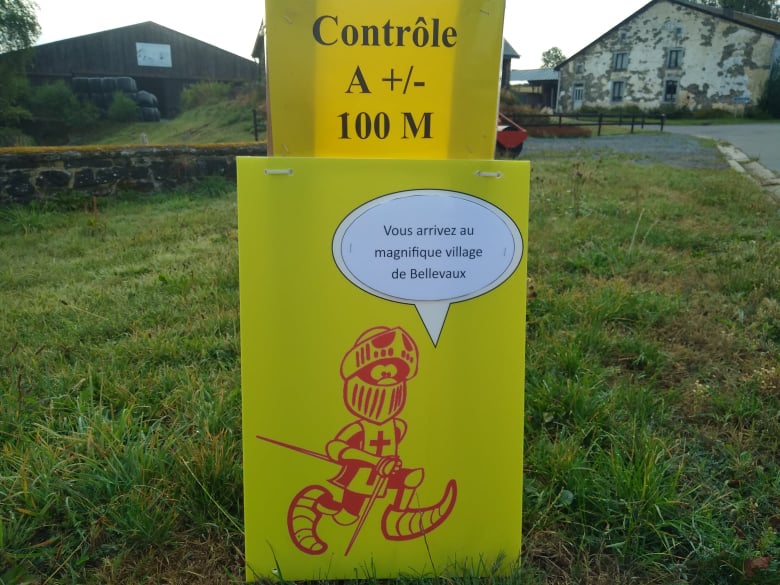 Contrôle
A +/-
100 M
Vous arrivez au
magnifique village
de Bellevaux